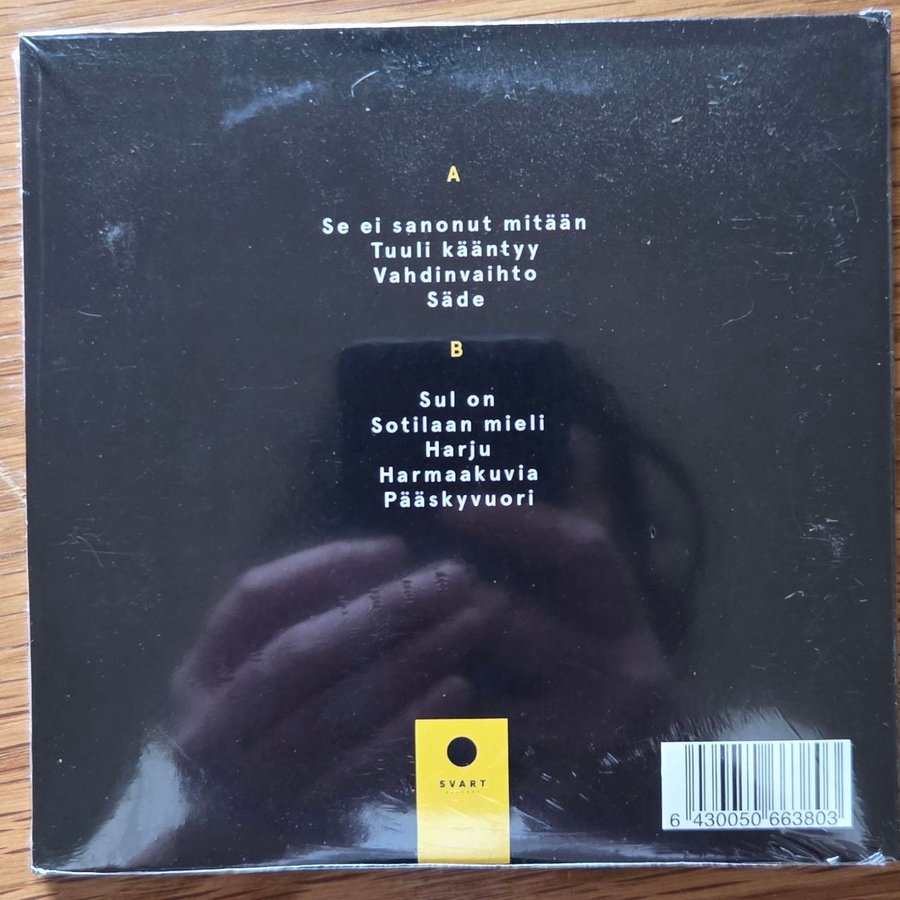 A
Se ei sanonut mitään
Tuuli kääntyy
Vahdinvaihto
Säde
B
Sul on
Sotilaan mieli
Harju
Harmaakuvia
Pääskyvuori
SVART
6 430050 663803